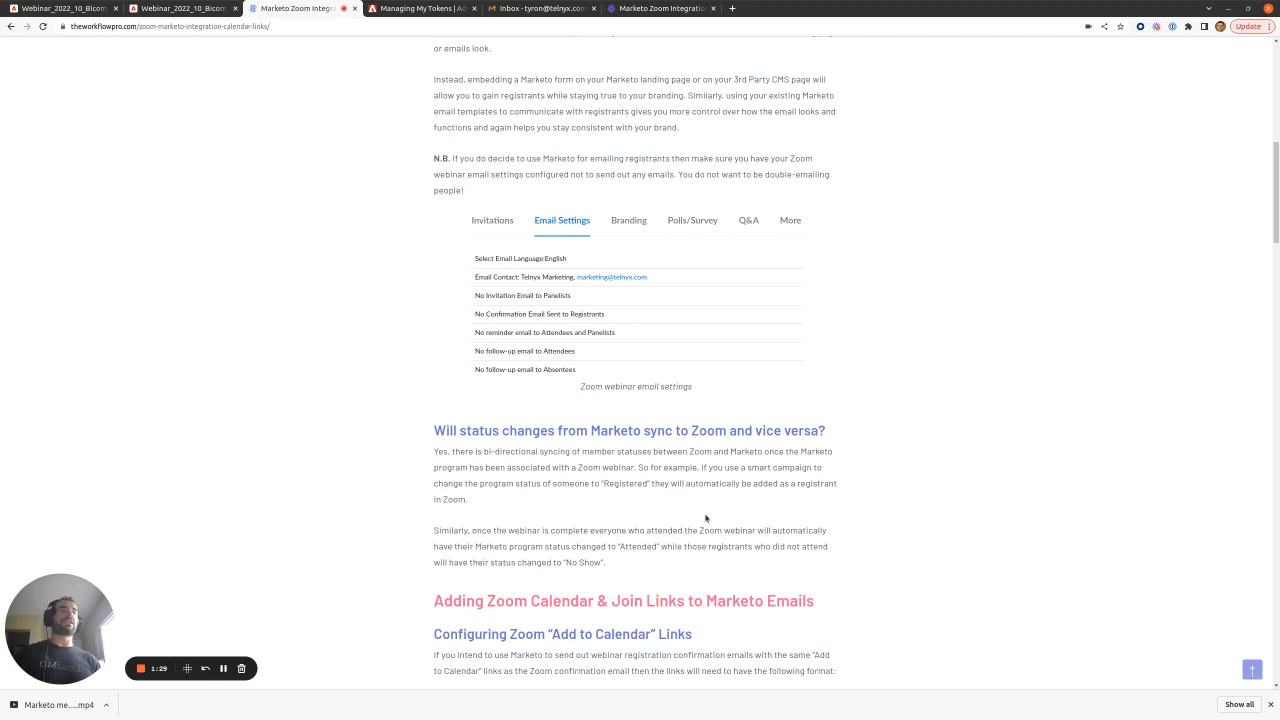 Webinar_2022_10_Bicom
Webinar_2022_10_Bicom
Marketo Zoom Integra
Managing My Tokens | Ad
Inbox - tyron@telnyx.com
Marketo Zoom Integratio
theworkflowpro.com/zoom-marketo-integration-calendar-links/
Update
or emails look.
Instead, embedding a Marketo form on your Marketo landing page or on your 3rd Party CMS page will
allow you to gain registrants while staying true to your branding. Similarly, using your existing Marketo
email templates to communicate with registrants gives you more control over how the email looks and
functions and again helps you stay consistent with your brand.
N.B. If you do decide to use Marketo for emailing registrants then make sure you have your Zoom
webinar email settings configured not to send out any emails. You do not want to be double-emailing
people!
Invitations Email Settings Branding Polls/Survey Q&A More
Select Email Language:English
Email Contact: Telnyx Marketing, marketing@telnyx.com
No Invitation Email to Panelists
No Confirmation Email Sent to Registrants
No reminder email to Attendees and Panelists
No follow-up email to Attendees
No follow-up email to Absentees
Zoom webinar email settings
Will status changes from Marketo sync to Zoom and vice versa?
Yes, there is bi-directional syncing of member statuses between Zoom and Marketo once the Marketo
program has been associated with a Zoom webinar. So for example, if you use a smart campaign to
change the program status of someone to "Registered" they will automatically be added as a registrant
in Zoom.
Similarly, once the webinar is complete everyone who attended the Zoom webinar will automatically
have their Marketo program status changed to "Attended" while those registrants who did not attend
will have their status changed to "No Show".
Adding Zoom Calendar & Join Links to Marketo Emails
Configuring Zoom "Add to Calendar" Links
If you intend to use Marketo to send out webinar registration confirmation emails with the same "Add
to Calendar" links as the Zoom confirmation email then the links will need to have the following format:
1:29
Marketo me....mp4
Show all